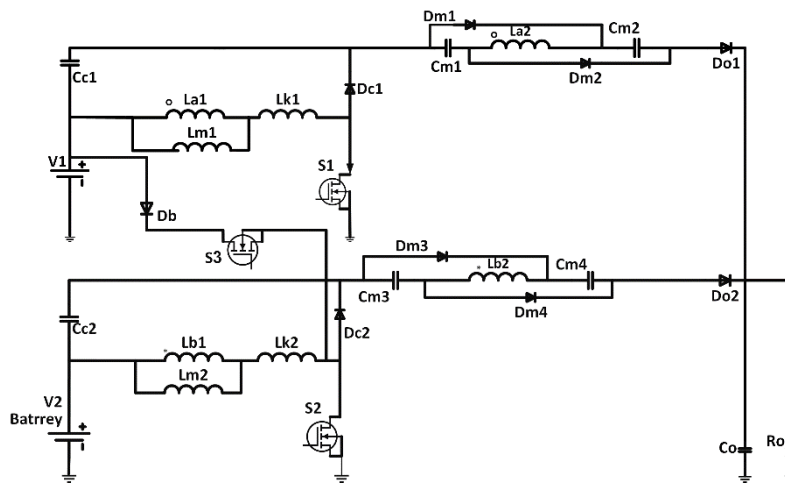 Dm1
La2
Cm2
Cm1
Dm2
Do1
Cc1
Dc1
La1
Lk1
Lm1
V1
+
S1
Db
S3
Dm3
Lb2
Cm4
Cm3
Dm4
Do2
Cc2
Dc2
Lb1
Lk2
Lm2
V2
Batrrey
+
S2
Co
Ro